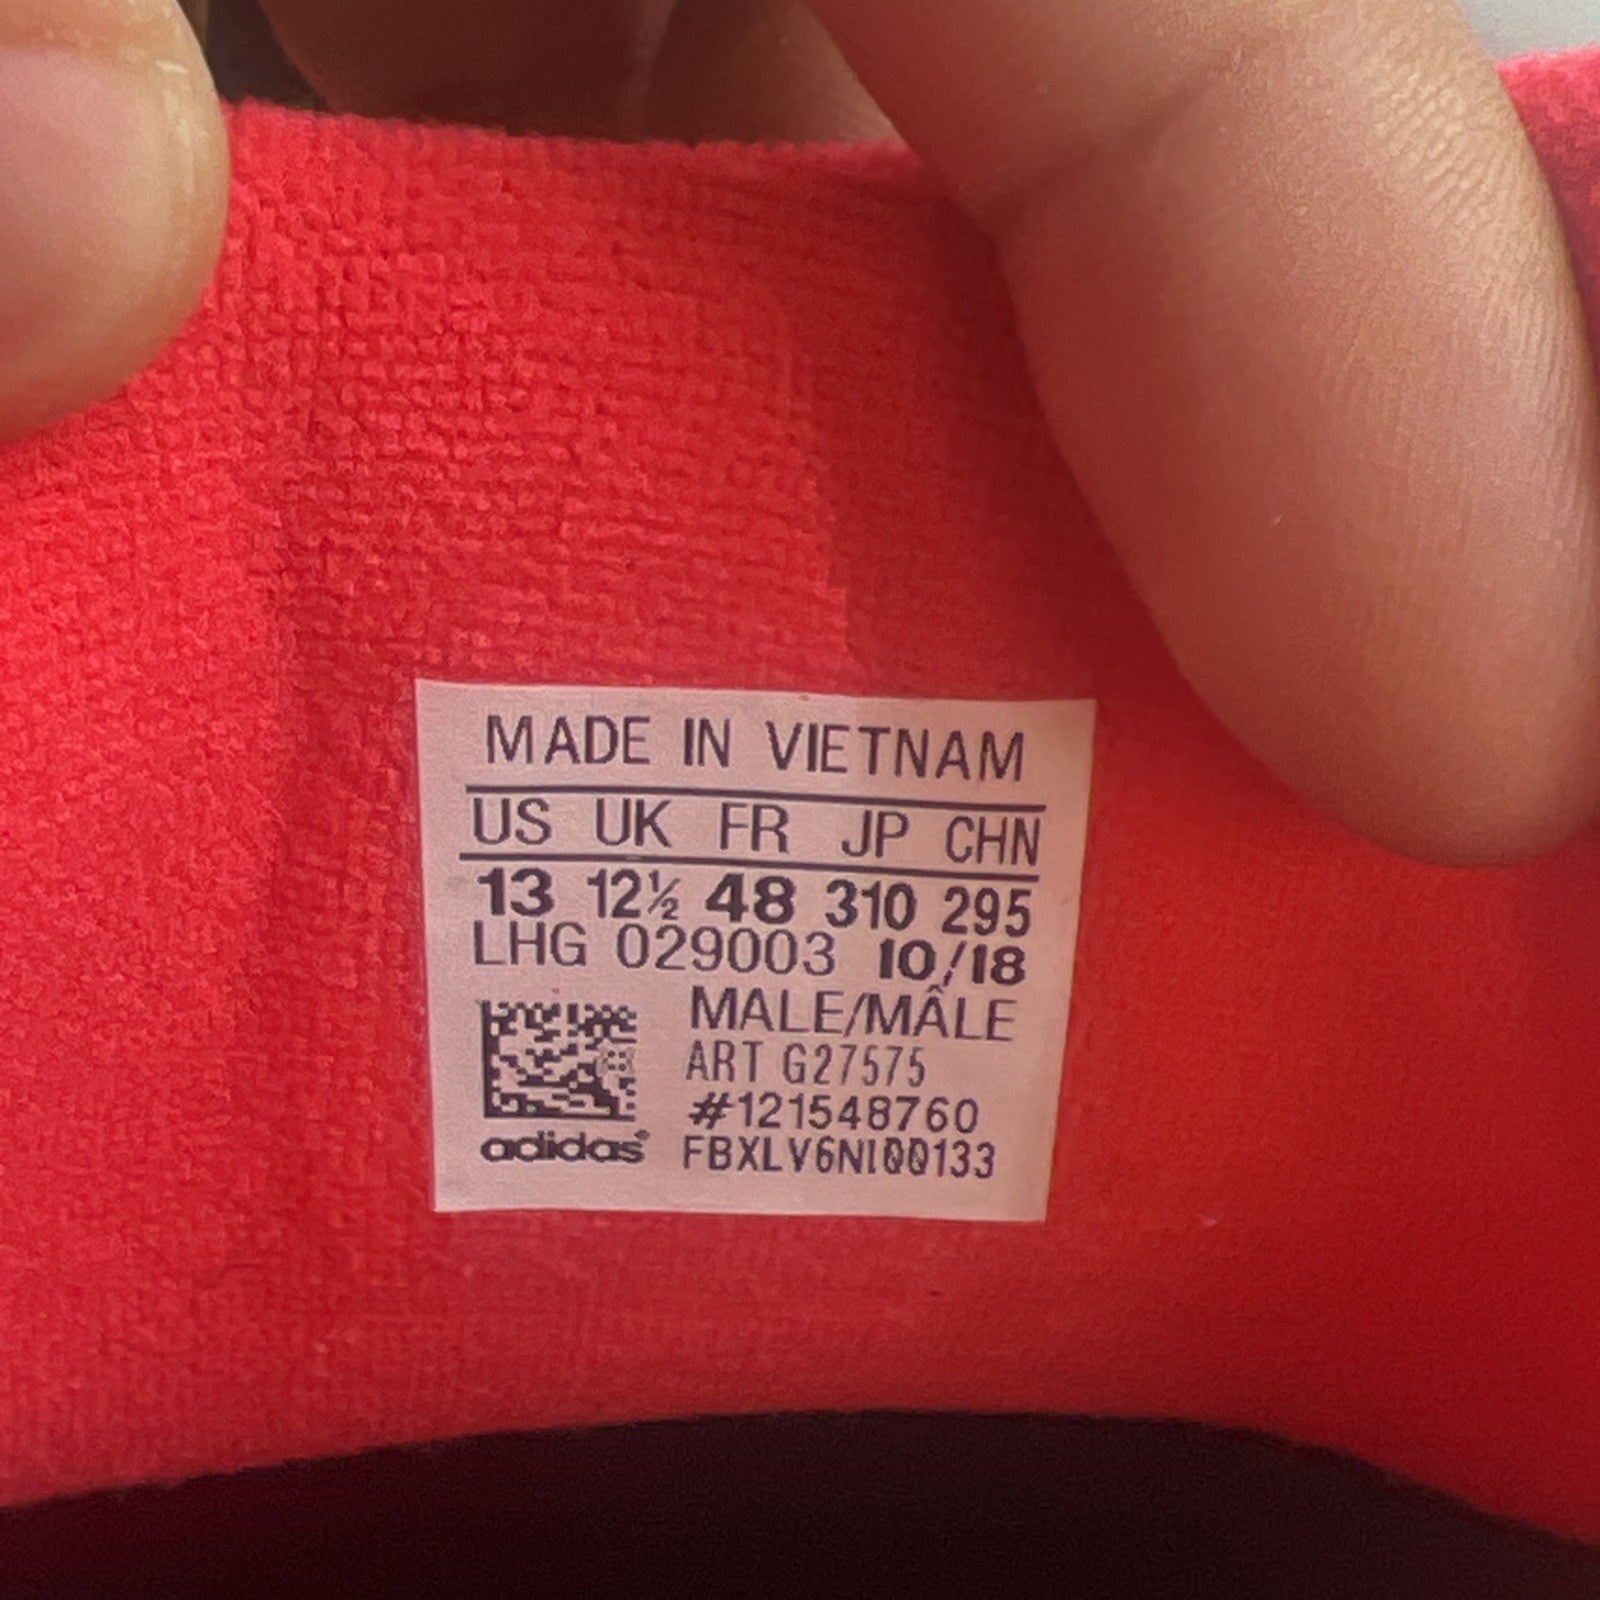 MADE IN VIETNAM
US UK FR JP CHN
13 12½ 48 310 295
LHG 029003 10/18
MALE/MÂLE
ART G27575
#121548760
adidas® FBXLV6NI00133